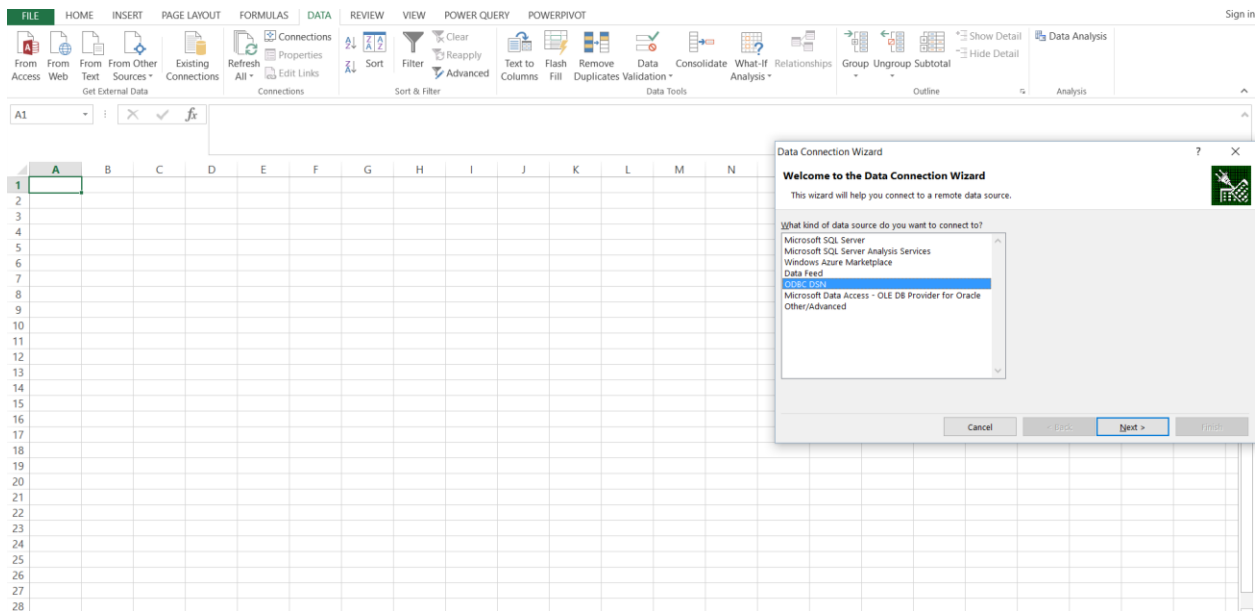 FILE HOME INSERT PAGE LAYOUT FORMULAS DATA REVIEW VIEW POWER QUERY POWERPIVOT Sign in
From Access From Web From Text From Other Sources Existing Connections
Get External Data
Refresh All Connections Properties Edit Links
Connections
Sort Filter Clear Reapply Advanced
Sort & Filter
Text to Columns Flash Fill Remove Duplicates Data Validation Consolidate What-If Analysis Relationships
Data Tools
Group Ungroup Subtotal Show Detail Hide Detail
Outline
Data Analysis
Analysis
A1 fx
A B C D E F G H I J K L M N
1
2
3
4
5
6
7
8
9
10
11
12
13
14
15
16
17
18
19
20
21
22
23
24
25
26
27
28
Data Connection Wizard ? X
Welcome to the Data Connection Wizard
This wizard will help you connect to a remote data source.
What kind of data source do you want to connect to?
Microsoft SQL Server
Microsoft SQL Server Analysis Services
Windows Azure Marketplace
Data Feed
ODBC DSN
Microsoft Data Access - OLE DB Provider for Oracle
Other/Advanced
Cancel < Back Next > Finish